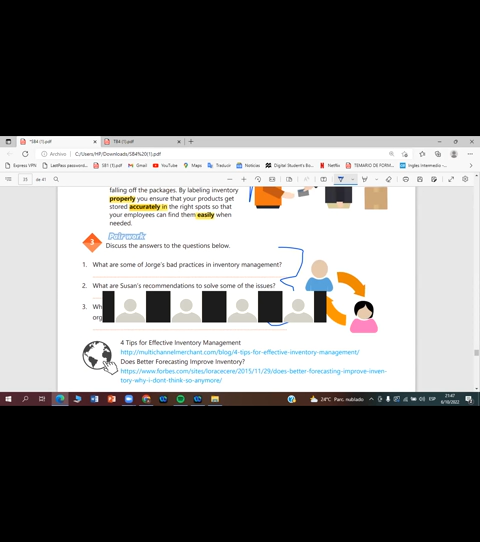 *SB4 (1).pdf
TB4 (1).pdf
Archivo
C:/Users/HP/Downloads/SB4%20(1).pdf
Express VPN
LastPass password...
SB1 (3).pdf
Gmail
YouTube
Maps
Traducir
Noticias
Digital Student's Bo...
Netflix
TEMARIO DE FORM...
Ingles Intermedio -...
de 41
falling off the packages. By labeling inventory
properly you ensure that your products get
stored accurately in the right spots so that
your employees can find them easily when
needed.
3
Pair work
Discuss the answers to the questions below.
1. What are some of Jorge's bad practices in inventory management?
2. What are Susan's recommendations to solve some of the issues?
3. Wh
org
4 Tips for Effective Inventory Management
http://multichannelmerchant.com/blog/4-tips-for-effective-inventory-management/
Does Better Forecasting Improve Inventory?
https://www.forbes.com/sites/loracecere/2015/11/29/does-better-forecasting-improve-inven-
tory-why-i-dont-think-so-anymore/
24°C Parc. nublado
ESP
21:47
6/10/2022